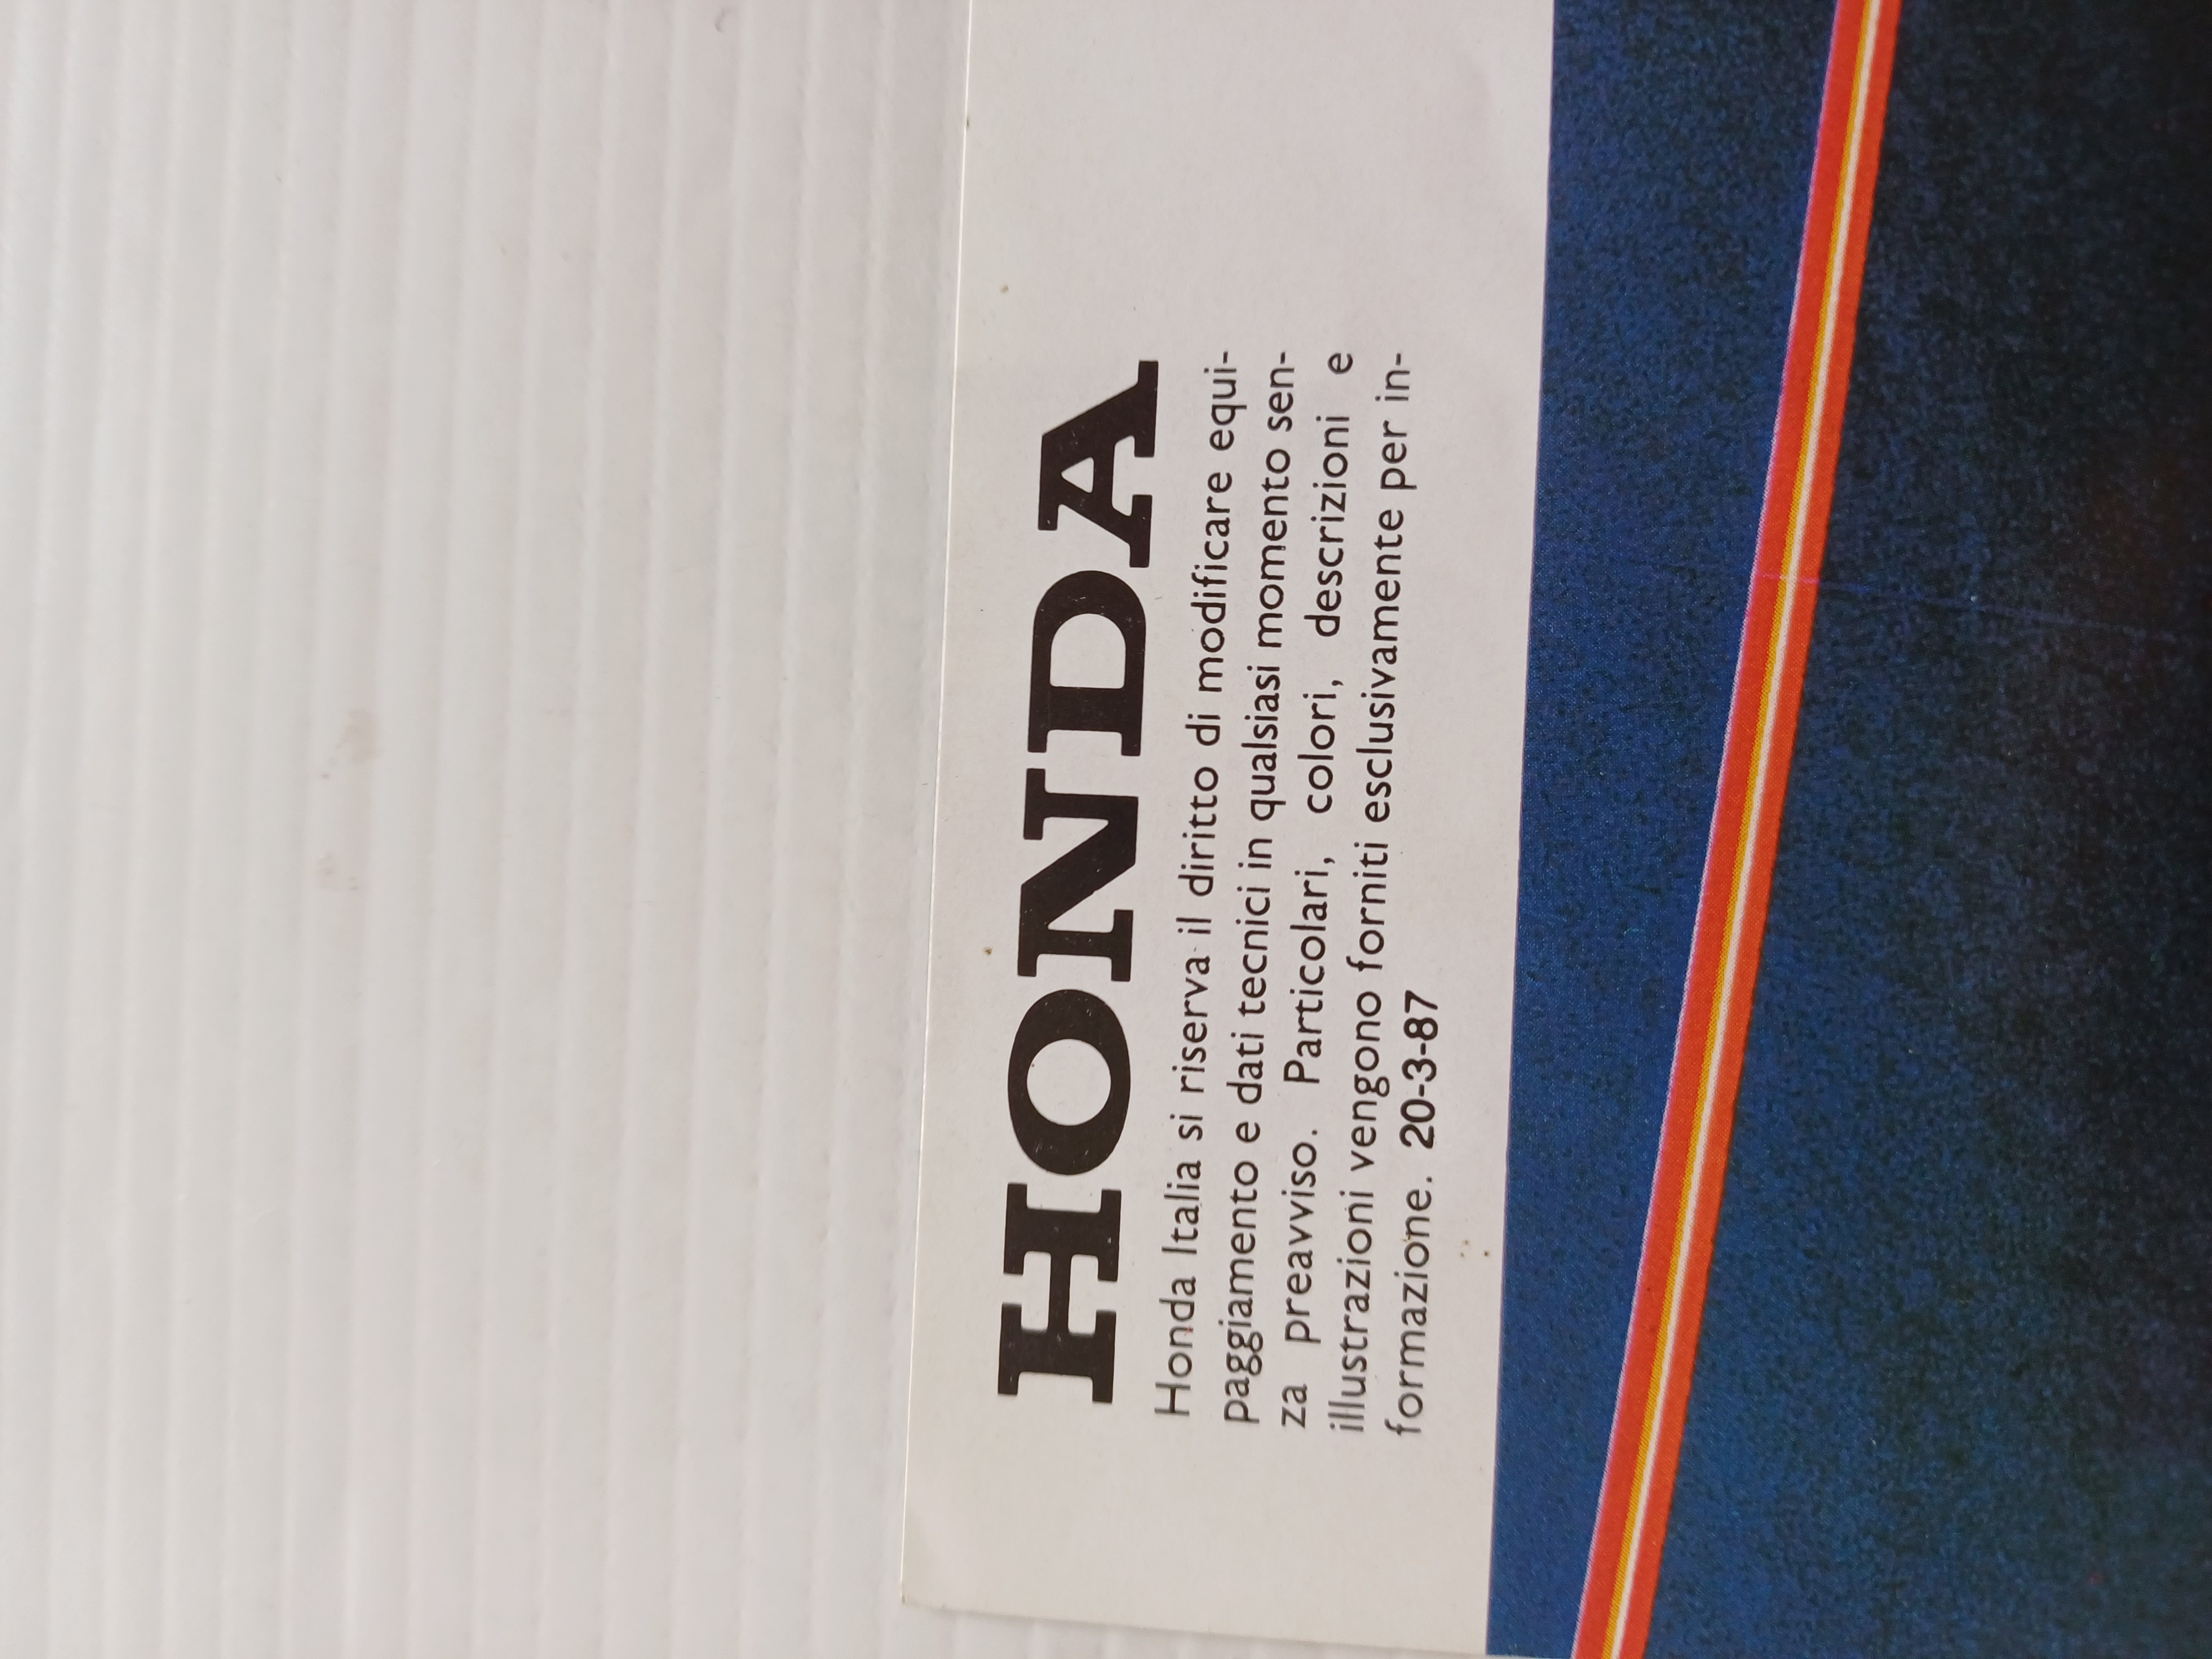 HONDA
Honda Italia si riserva il diritto di modificare equi-
paggiamento e dati tecnici in qualsiasi momento sen-
za preavviso. Particolari, colori, descrizioni e
illustrazioni vengono forniti esclusivamente per in-
formazione. 20-3-87